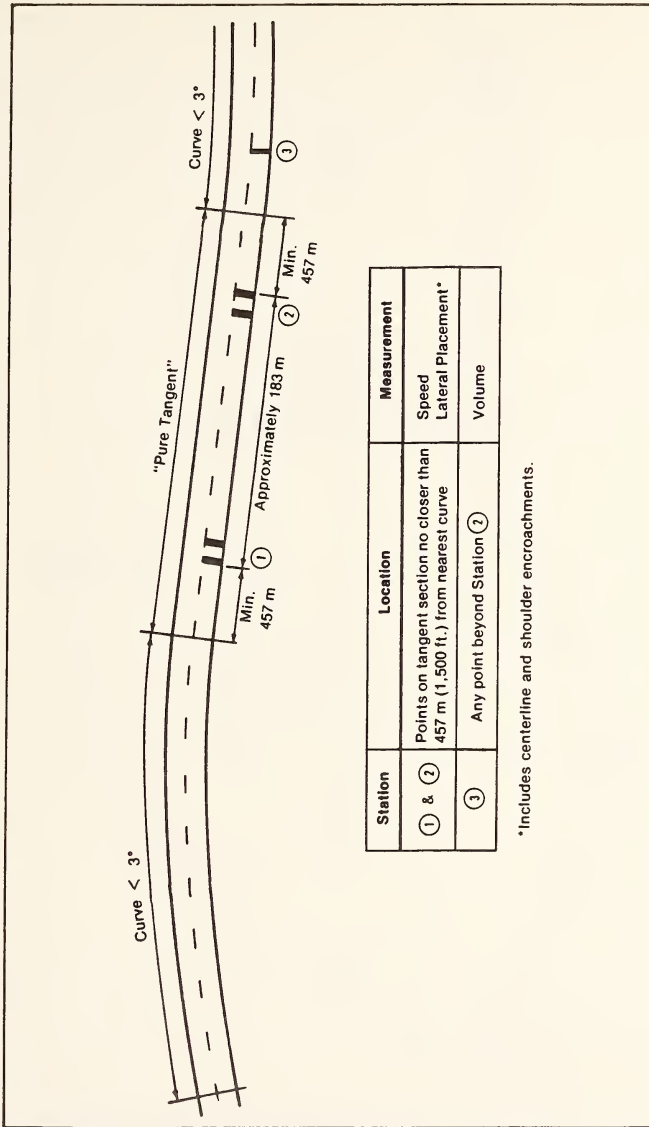 Curve < 3°
"Pure Tangent"
Curve < 3°
Min.
457 m
①
Approximately 183 m
②
Min.
457 m
③
Station
Location
Measurement
① & ②
Points on tangent section no closer than
457 m (1,500 ft.) from nearest curve
Speed
Lateral Placement*
③
Any point beyond Station ②
Volume
*Includes centerline and shoulder encroachments.